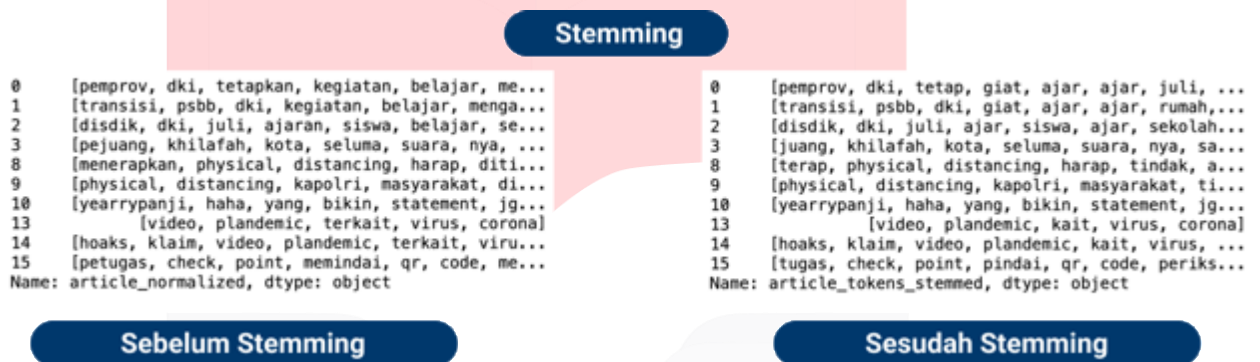 Stemming
0 [pemprov, dki, tetapkan, kegiatan, belajar, me...
1 [transisi, psbb, dki, kegiatan, belajar, menga...
2 [disdik, dki, juli, ajaran, siswa, belajar, se...
3 [pejuang, khilafah, kota, seluma, suara, nya, ...
8 [menerapkan, physical, distancing, harap, diti...
9 [physical, distancing, kapolri, masyarakat, di...
10 [yearrypanji, haha, yang, bikin, statement, jg...
13 [video, plandemic, terkait, virus, corona]
14 [hoaks, klaim, video, plandemic, terkait, viru...
15 [petugas, check, point, memindai, qr, code, me...
Name: article_normalized, dtype: object
Sebelum Stemming
0 [pemprov, dki, tetap, giat, ajar, ajar, juli, ...
1 [transisi, psbb, dki, giat, ajar, ajar, rumah,...
2 [disdik, dki, juli, ajar, siswa, ajar, sekolah...
3 [juang, khilafah, kota, seluma, suara, nya, sa...
8 [terap, physical, distancing, harap, tindak, a...
9 [physical, distancing, kapolri, masyarakat, ti...
10 [yearrypanji, haha, yang, bikin, statement, jg...
13 [video, plandemic, kait, virus, corona]
14 [hoaks, klaim, video, plandemic, kait, virus, ...
15 [tugas, check, point, pindai, qr, code, periks...
Name: article_tokens_stemmed, dtype: object
Sesudah Stemming